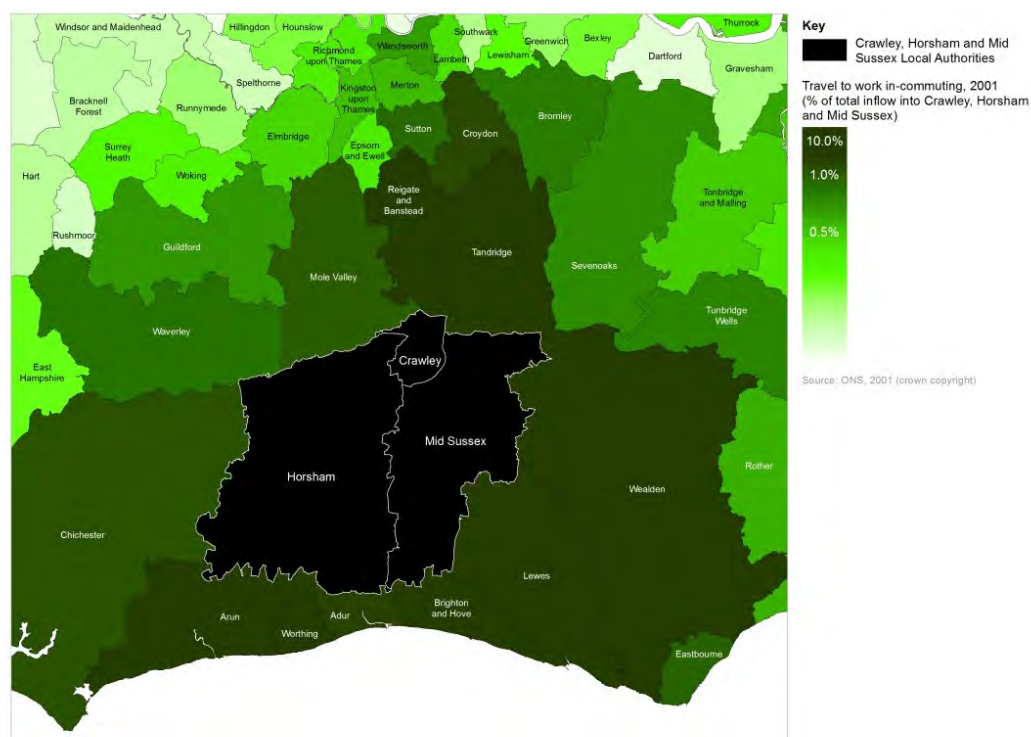 Windsor and Maidenhead
Hillingdon
Hounslow
Wandsworth
Southwark
Greenwich
Bexley
Thurrock
Richmond
upon Thames
Lambeth
Lewisham
Dartford
Gravesham
Spelthorne
Kingston
upon
Thames
Merton
Bracknell
Forest
Runnymede
Elmbridge
Sutton
Croydon
Bromley
Surrey
Heath
Epsom
and Ewell
Hart
Woking
Reigate
and
Banstead
Tonbridge
and Malling
Rushmoor
Guildford
Tandridge
Sevenoaks
Mole Valley
Waverley
Tunbridge
Wells
East
Hampshire
Crawley
Mid Sussex
Horsham
Rother
Wealden
Chichester
Lewes
Arun
Adur
Brighton
and Hove
Worthing
Eastbourne
Key
Crawley, Horsham and Mid
Sussex Local Authorities
Travel to work in-commuting, 2001
(% of total inflow into Crawley, Horsham
and Mid Sussex)
10.0%
1.0%
0.5%
Source: ONS, 2001 (crown copyright)